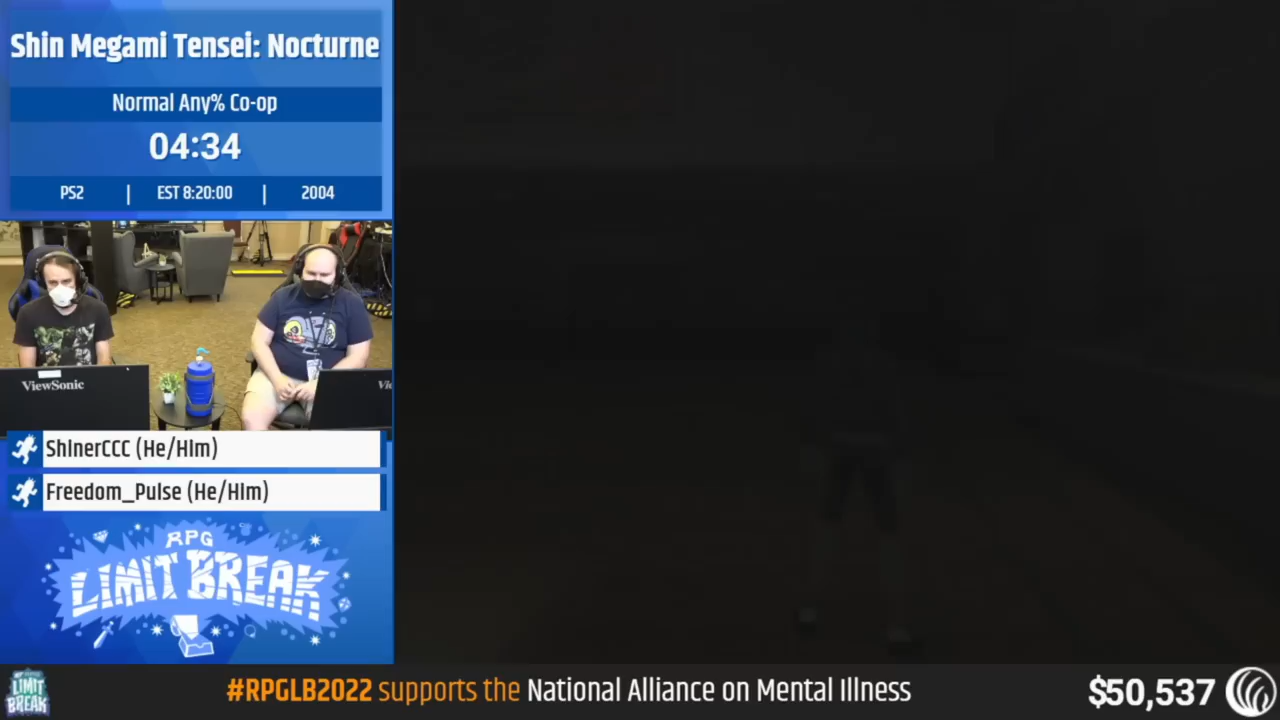 Shin Megami Tensei: Nocturne
Normal Any% Co-op
04:34
PS2 | EST 8:20:00 | 2004
ViewSonic
ShinerCCC (He/Him)
Freedom_Pulse (He/Him)
RPG
LIMIT BREAK
LIMIT
BREAK
#RPGLB2022 supports the National Alliance on Mental Illness
$50,537